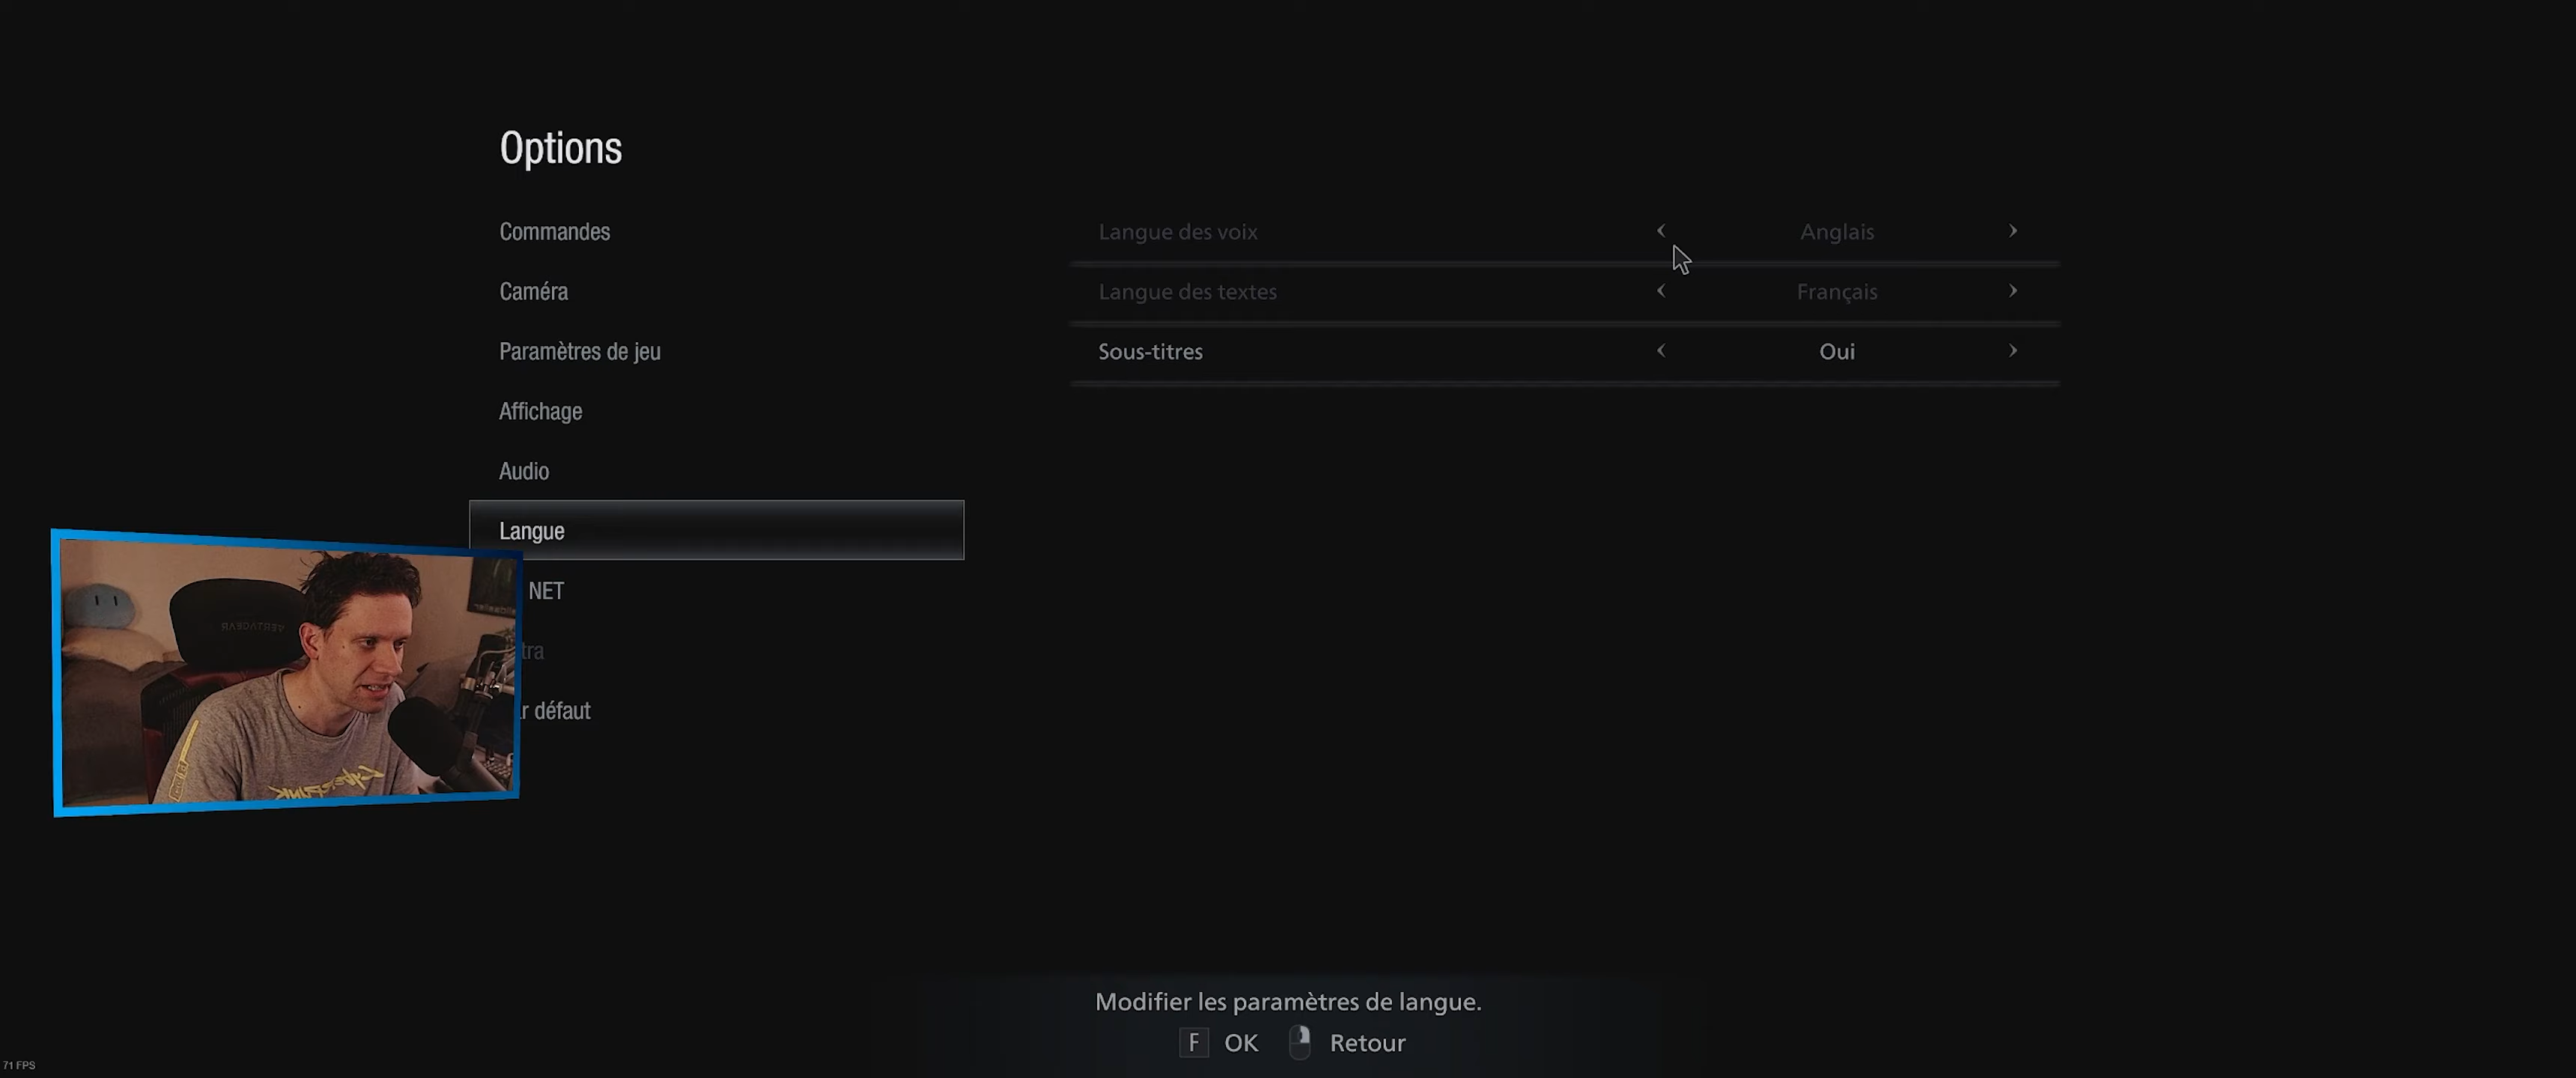 Options
Commandes
Caméra
Paramètres de jeu
Affichage
Audio
Langue
NET
tra
r défaut
Langue des voix
Anglais
Langue des textes
Français
Sous-titres
Oui
Modifier les paramètres de langue.
F OK Retour
71 FPS